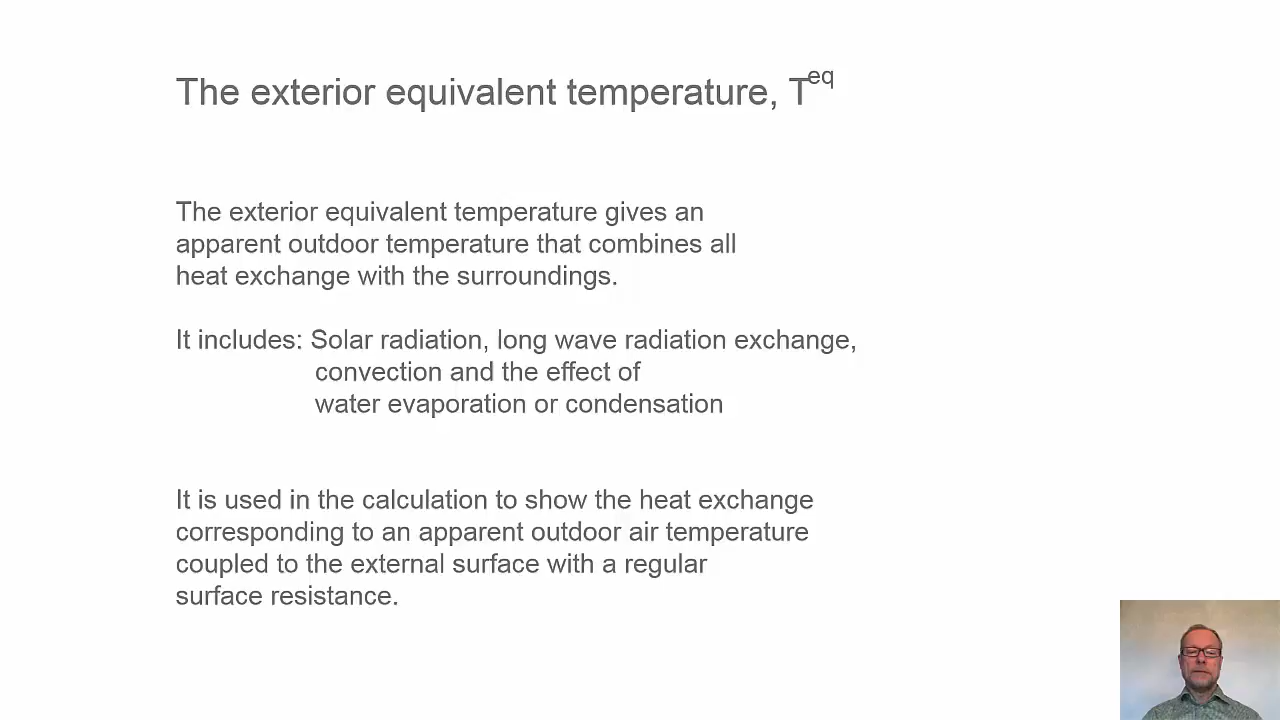 The exterior equivalent temperature, T^eq
The exterior equivalent temperature gives an
apparent outdoor temperature that combines all
heat exchange with the surroundings.
It includes: Solar radiation, long wave radiation exchange,
convection and the effect of
water evaporation or condensation
It is used in the calculation to show the heat exchange
corresponding to an apparent outdoor air temperature
coupled to the external surface with a regular
surface resistance.